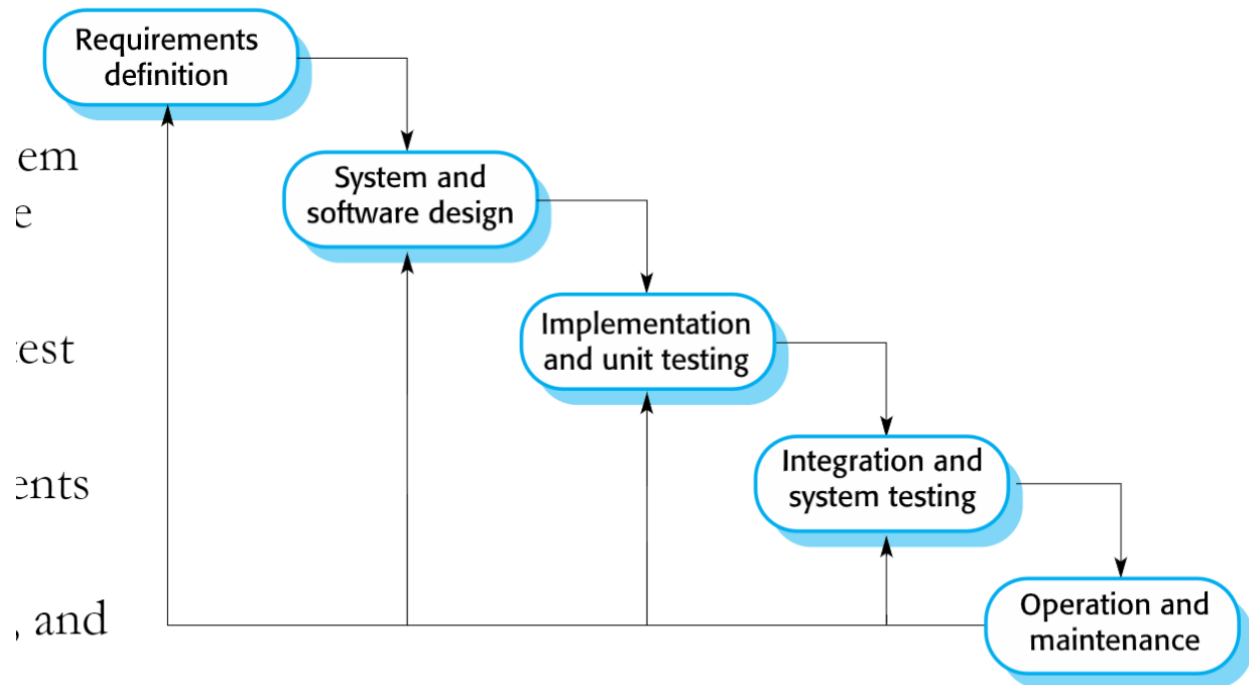 Requirements
definition
em
e
System and
software design
test
Implementation
and unit testing
ents
Integration and
system testing
, and
Operation and
maintenance